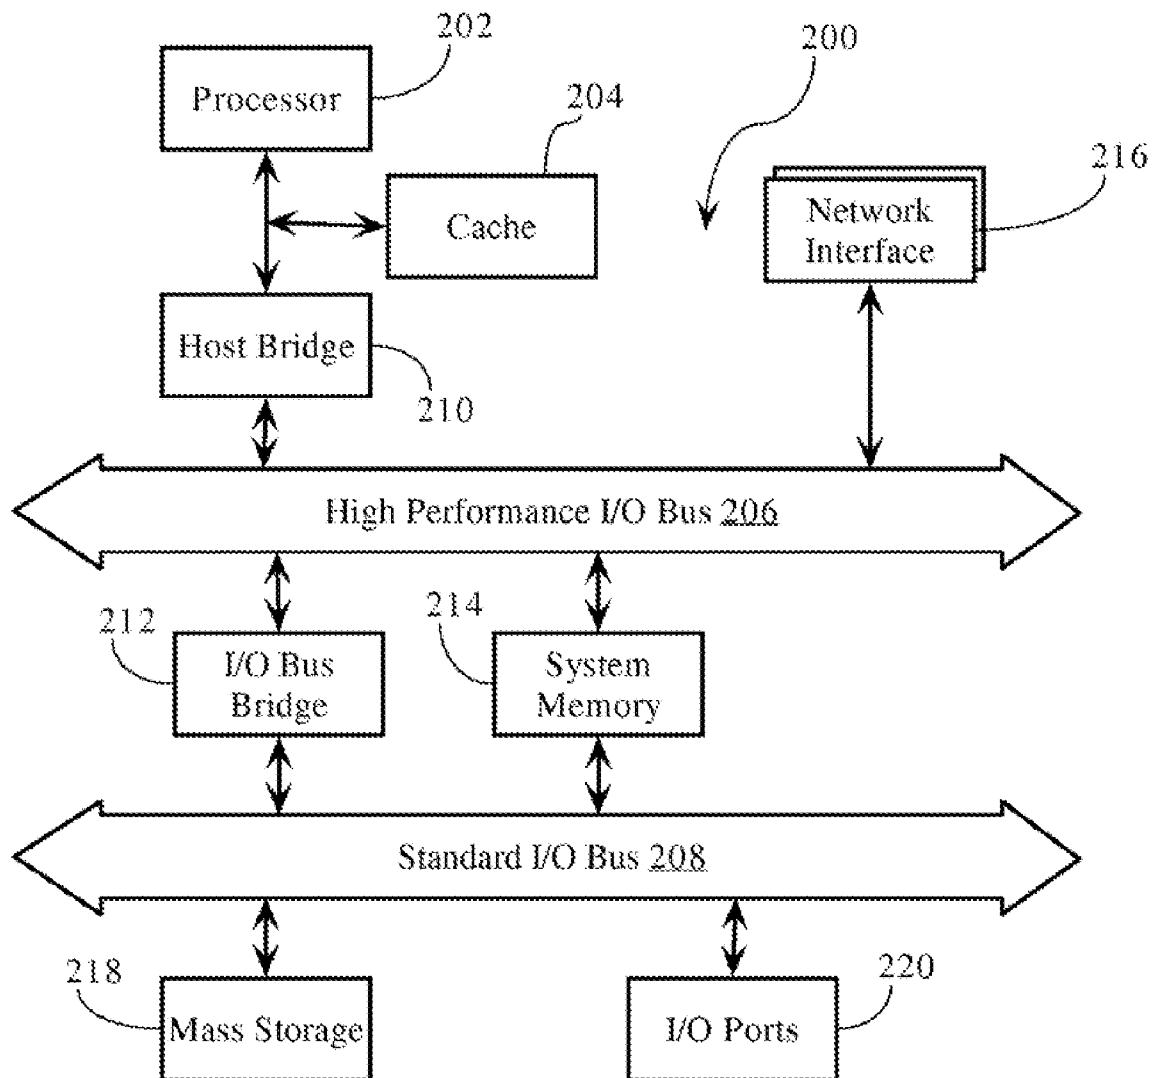 202
200
Processor
204
216
Cache
Network
Interface
Host Bridge
210
High Performance I/O Bus 206
212
214
I/O Bus
Bridge
System
Memory
Standard I/O Bus 208
218
220
Mass Storage
I/O Ports